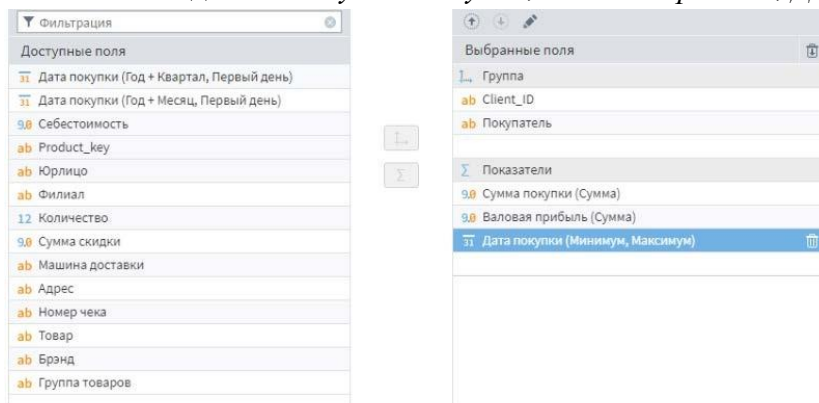 Фильтрация
Доступные поля
31 Дата покупки (Год + Квартал, Первый день)
31 Дата покупки (Год + Месяц, Первый день)
9.0 Себестоимость
ab Product_key
ab Юрлицо
ab Филиал
12 Количество
9.0 Сумма скидки
ab Машина доставки
ab Адрес
ab Номер чека
ab Товар
ab Брэнд
ab Группа товаров
Σ
Выбранные поля
Группа
ab Client_ID
ab Покупатель
Σ Показатели
9.0 Сумма покупки (Сумма)
9.0 Валовая прибыль (Сумма)
31 Дата покупки (Минимум, Максимум)